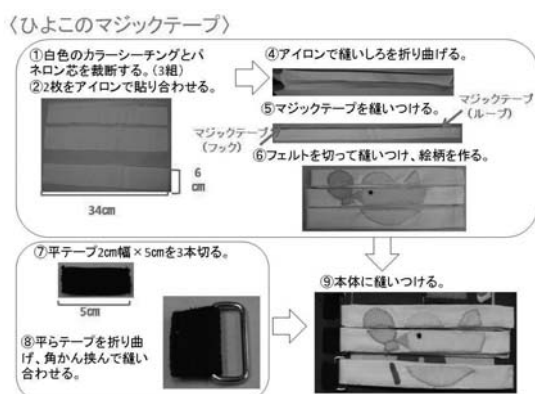 〈ひよこのマジックテープ〉
①白色のカラーシーチングとバ
ネロン芯を裁断する。(3組)
②2枚をアイロンで貼り合わせる。
6
cm
34cm
④アイロンで縫いしろを折り曲げる。
⑤マジックテープを縫いつける。
マジックテープ
(ループ)
マジックテープ
(フック)
⑥フェルトを切って縫いつけ、絵柄を作る。
⑦平テープ2cm幅×5cmを3本切る。
5cm
⑧平らテープを折り曲
げ、角かん挟んで縫い
合わせる。
⑨本体に縫いつける。